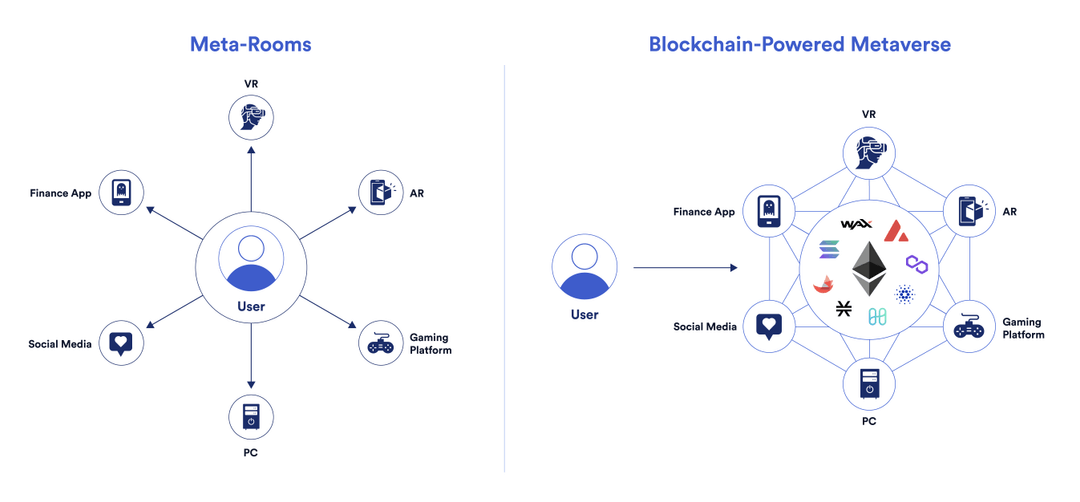 Meta-Rooms
VR
Finance App
AR
User
Social Media
Gaming
Platform
PC
Blockchain-Powered Metaverse
VR
Finance App
WAX
AR
User
Social Media
Gaming
Platform
PC